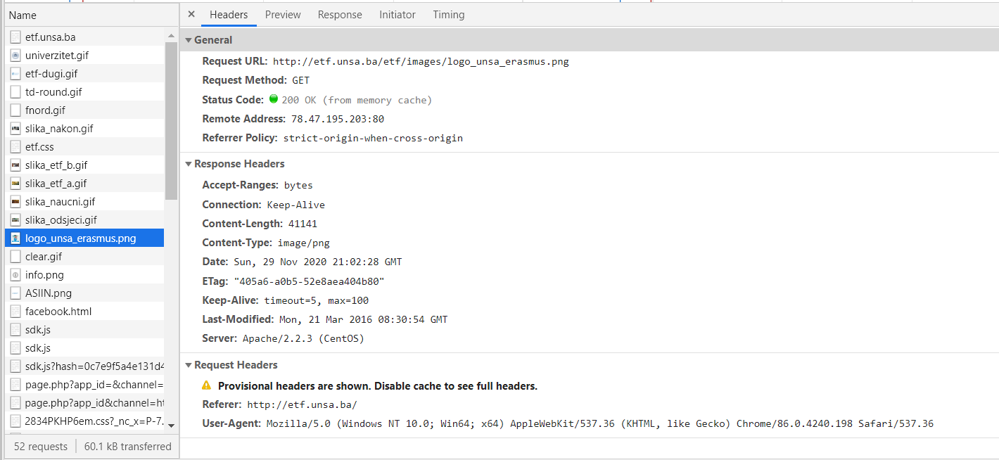 Name
etf.unsa.ba
univerzitet.gif
etf-dugi.gif
td-round.gif
fnord.gif
slika_nakon.gif
etf.css
slika_etf_b.gif
slika_etf_a.gif
slika_naucni.gif
slika_odsjeci.gif
logo_unsa_erasmus.png
clear.gif
info.png
ASIIN.png
facebook.html
sdk.js
sdk.js
sdk.js?hash=0c7e9f5a4e131d4
page.php?app_id=&channel=
page.php?app_id&channel=ht
2834PKHP6em.css?_nc_x=P-7.
52 requests 60.1 kB transferred
× Headers Preview Response Initiator Timing
General
Request URL: http://etf.unsa.ba/etf/images/logo_unsa_erasmus.png
Request Method: GET
Status Code: 200 OK (from memory cache)
Remote Address: 78.47.195.203:80
Referrer Policy: strict-origin-when-cross-origin
Response Headers
Accept-Ranges: bytes
Connection: Keep-Alive
Content-Length: 41141
Content-Type: image/png
Date: Sun, 29 Nov 2020 21:02:28 GMT
ETag: "405a6-a0b5-52e8aea404b80"
Keep-Alive: timeout=5, max=100
Last-Modified: Mon, 21 Mar 2016 08:30:54 GMT
Server: Apache/2.2.3 (CentOS)
Request Headers
Provisional headers are shown. Disable cache to see full headers.
Referer: http://etf.unsa.ba/
User-Agent: Mozilla/5.0 (Windows NT 10.0; Win64; x64) AppleWebKit/537.36 (KHTML, like Gecko) Chrome/86.0.4240.198 Safari/537.36